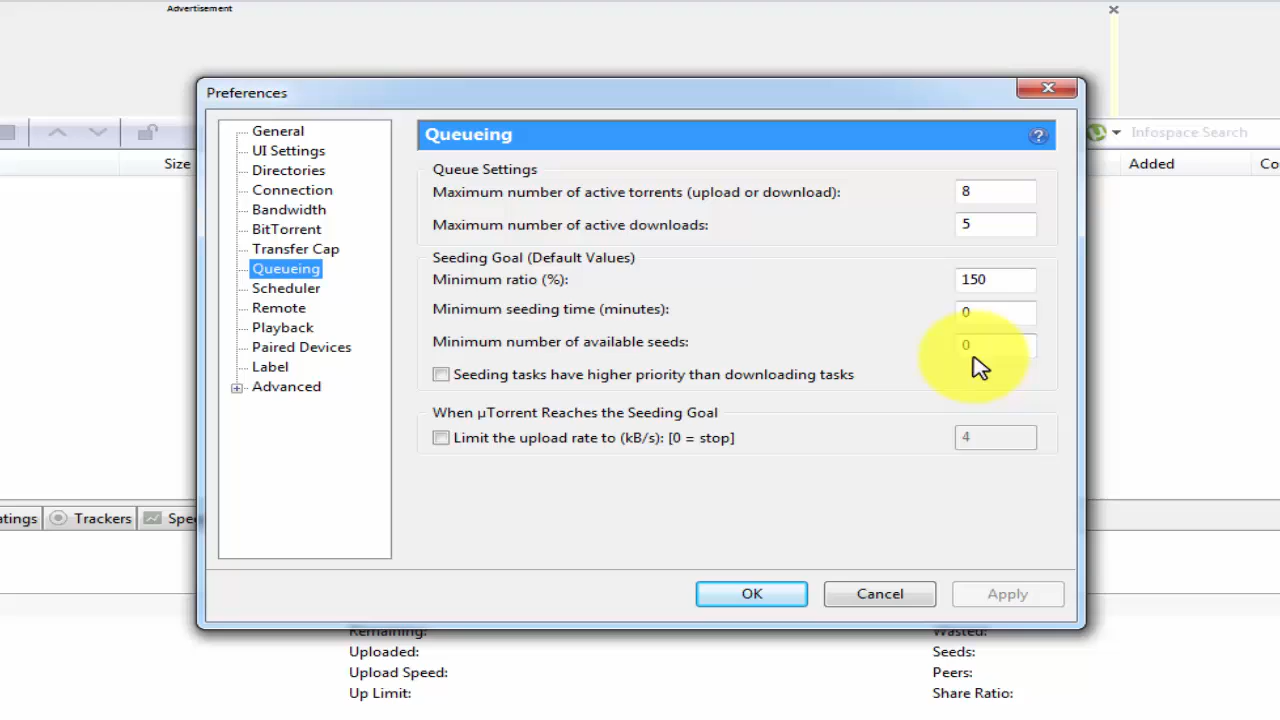 Advertisement
Preferences
General
UI Settings
Directories
Connection
Bandwidth
BitTorrent
Transfer Cap
Queueing
Scheduler
Remote
Playback
Paired Devices
Label
Advanced
Queueing
Queue Settings
Maximum number of active torrents (upload or download): 8
Maximum number of active downloads: 5
Seeding Goal (Default Values)
Minimum ratio (%): 150
Minimum seeding time (minutes): 0
Minimum number of available seeds: 0
Seeding tasks have higher priority than downloading tasks
When µTorrent Reaches the Seeding Goal
Limit the upload rate to (kB/s): [0 = stop] 4
OK Cancel Apply
Infospace Search
Size Added Co
atings Trackers Spee
Remaining: Wasted:
Uploaded: Seeds:
Upload Speed: Peers:
Up Limit: Share Ratio: